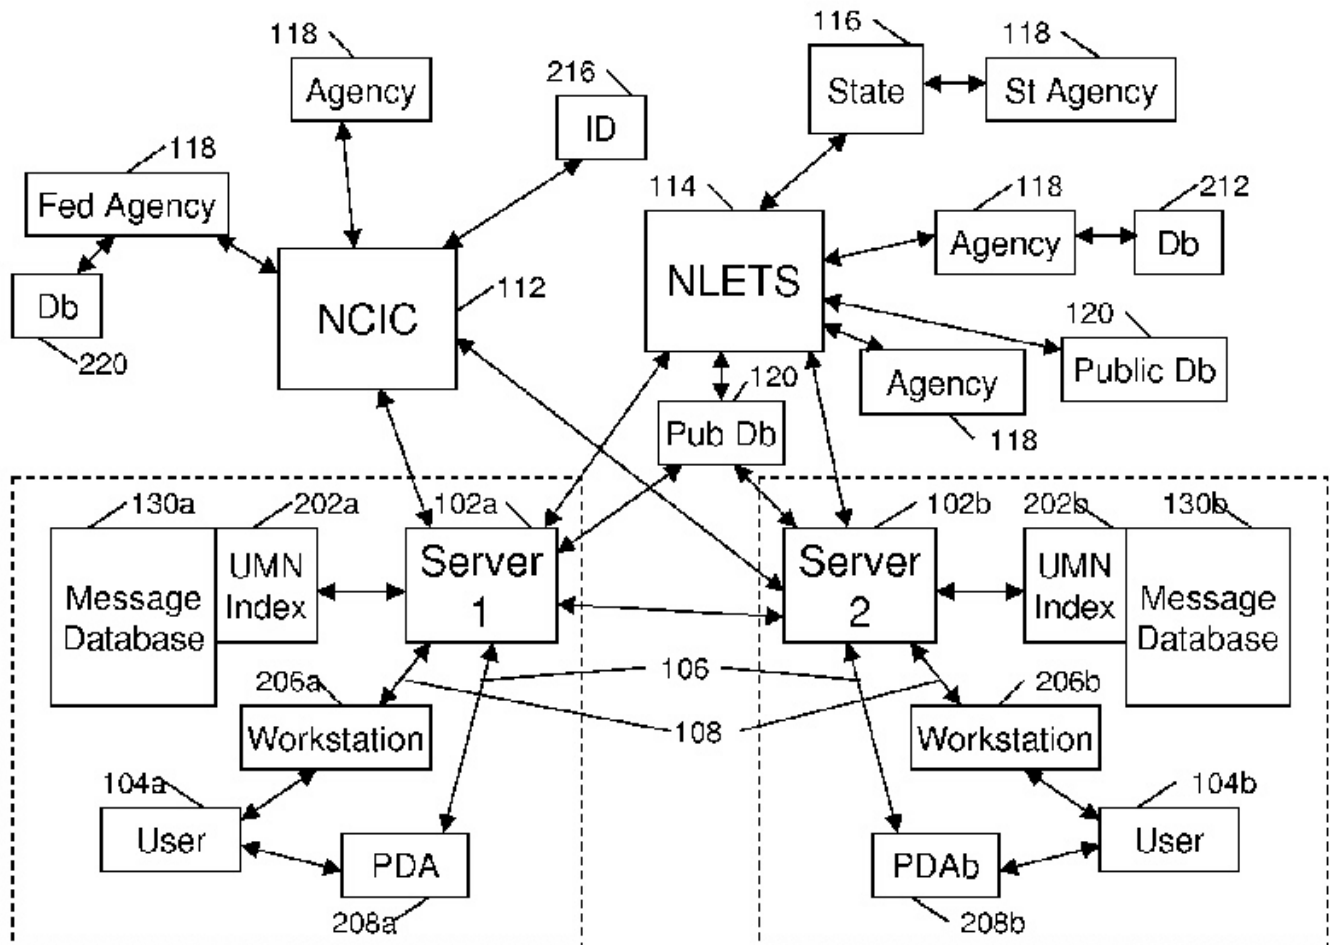 118
116
118
Agency
216
State
St Agency
ID
118
Fed Agency
114
118
212
NLETS
Agency
Db
Db
NCIC
112
220
120
120
Public Db
Agency
Pub Db
118
130a
202a
102a
102b
202b
130b
UMN
Index
Server
1
Server
2
UMN
Index
Message
Database
Message
Database
206a
106
206b
Workstation
108
Workstation
104a
104b
User
PDA
PDAb
User
208a
208b